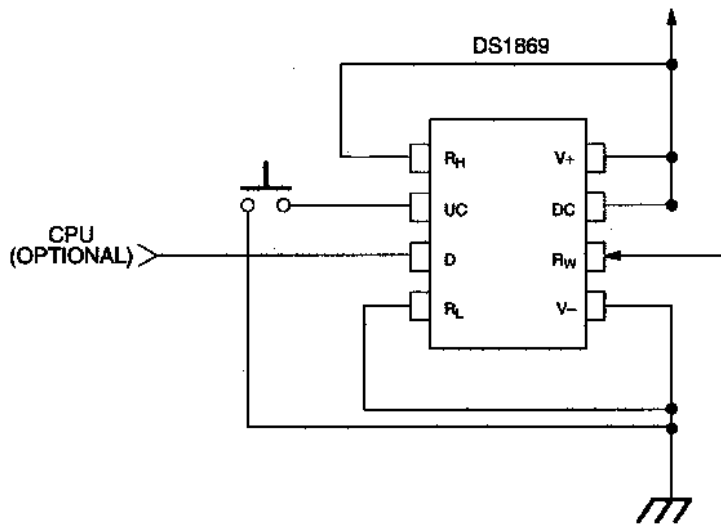 DS1869
RH V+
UC DC
CPU
(OPTIONAL) D RW
RL V–